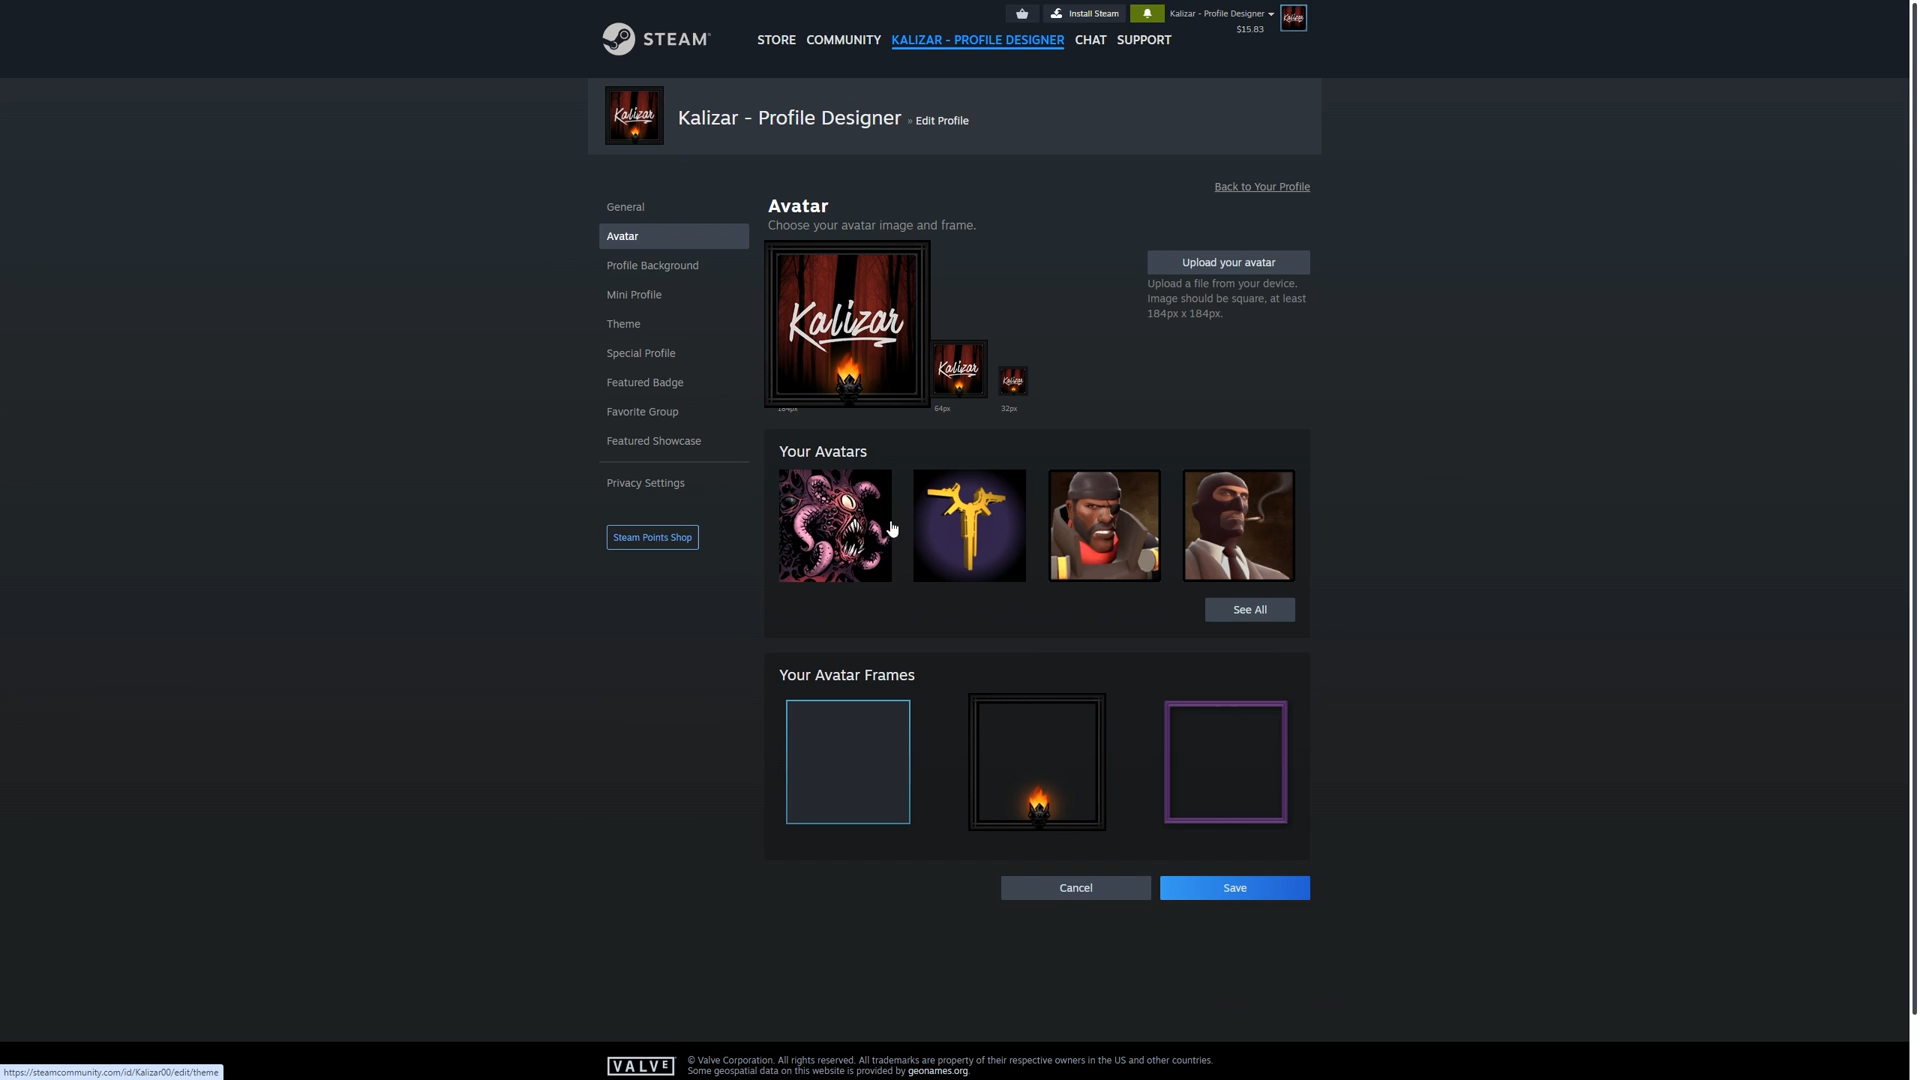 Install Steam
Kalizar - Profile Designer
$15.83
STEAM®
STORE COMMUNITY KALIZAR - PROFILE DESIGNER CHAT SUPPORT
Kalizar
Kalizar
Kalizar - Profile Designer » Edit Profile
Back to Your Profile
General
Avatar
Profile Background
Mini Profile
Theme
Special Profile
Featured Badge
Favorite Group
Featured Showcase
Privacy Settings
Steam Points Shop
Avatar
Choose your avatar image and frame.
Kalizar
Kalizar
Kalizar
184px
64px
32px
Upload your avatar
Upload a file from your device.
Image should be square, at least
184px x 184px.
Your Avatars
See All
Your Avatar Frames
Cancel
Save
VALVE
© Valve Corporation. All rights reserved. All trademarks are property of their respective owners in the US and other countries.
Some geospatial data on this website is provided by geonames.org.
https://steamcommunity.com/id/Kalizar00/edit/theme